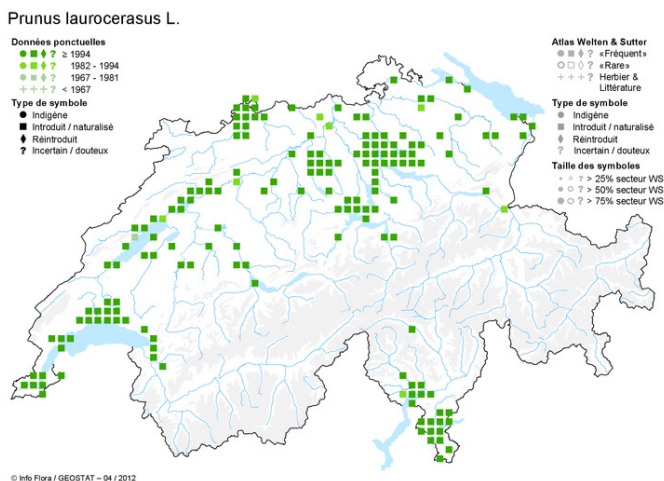 Prunus laurocerasus L.
Données ponctuelles
? ≥ 1994
? 1982 - 1994
? 1967 - 1981
+++? < 1967
Type de symbole
Indigène
Introduit / naturalisé
Réintroduit
? Incertain / douteux
Atlas Welten & Sutter
? «Fréquent»
? «Rare»
+++? Herbier &
Littérature
Type de symbole
Indigène
Introduit / naturalisé
Réintroduit
? Incertain / douteux
Taille des symboles
? > 25% secteur WS
? > 50% secteur WS
? > 75% secteur WS
© Info Flora / GEOSTAT – 04 / 2012